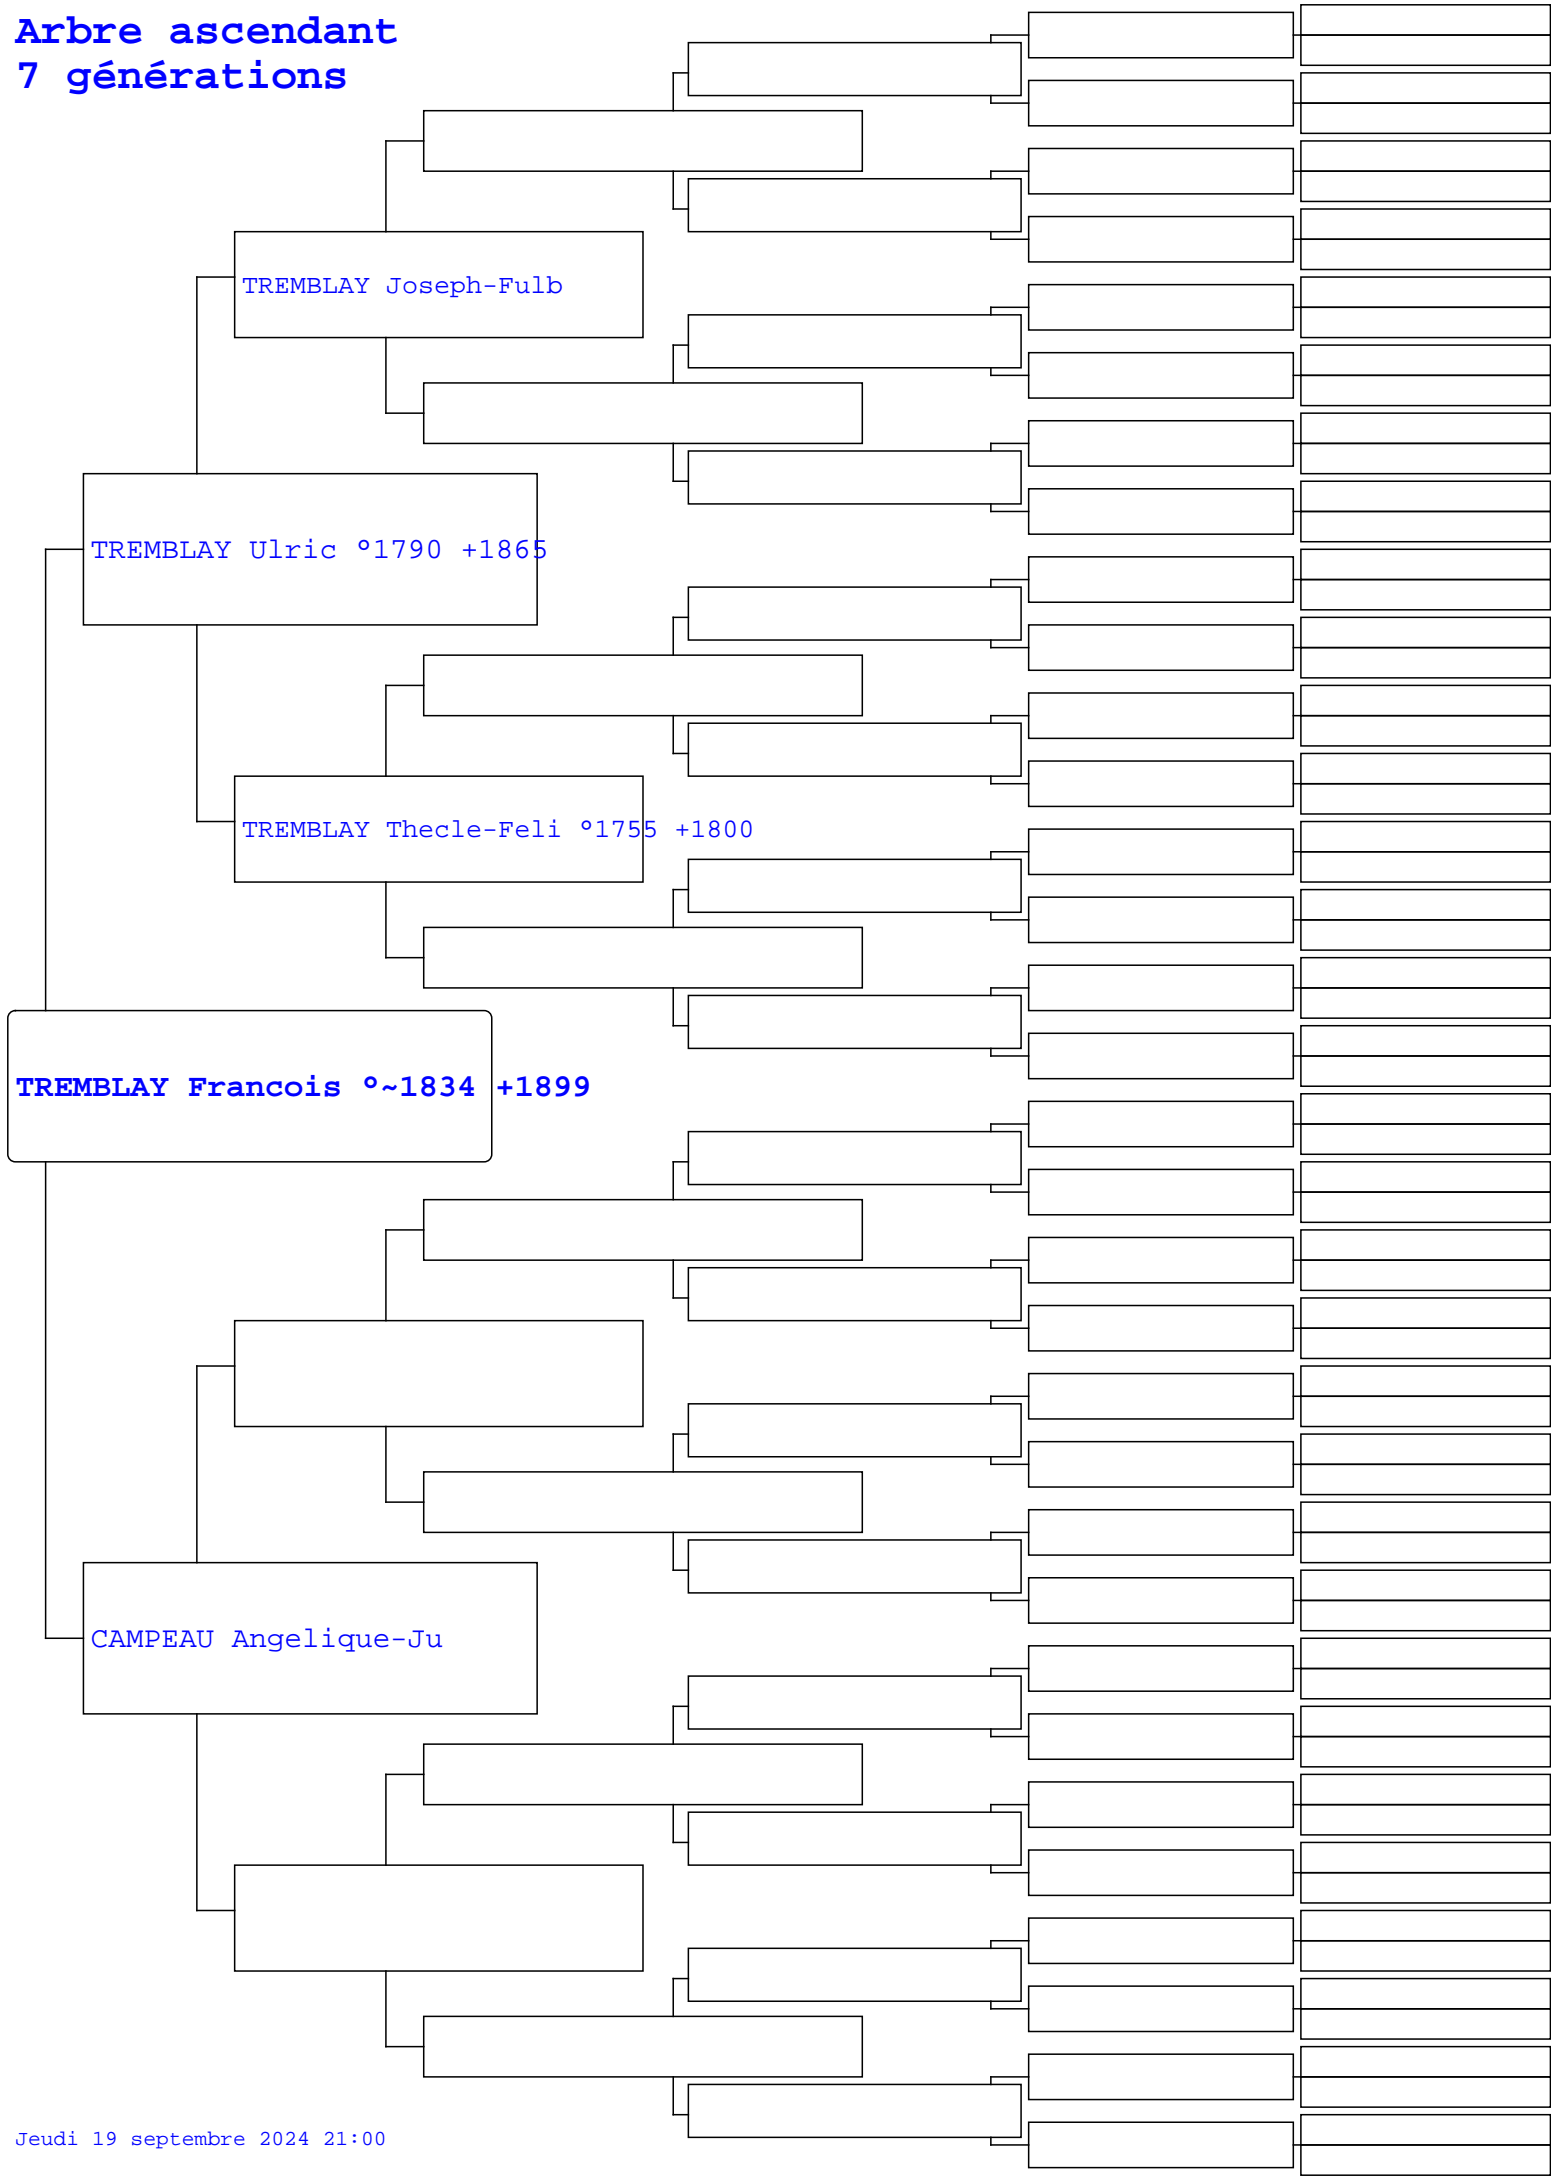 Arbre ascendant
7 générations
TREMBLAY Joseph-Fulb
TREMBLAY Ulric °1790 +1865
TREMBLAY Thecle-Feli °1755 +1800
TREMBLAY Francois °~1834 +1899
CAMPEAU Angelique-Ju
Jeudi 19 septembre 2024 21:00